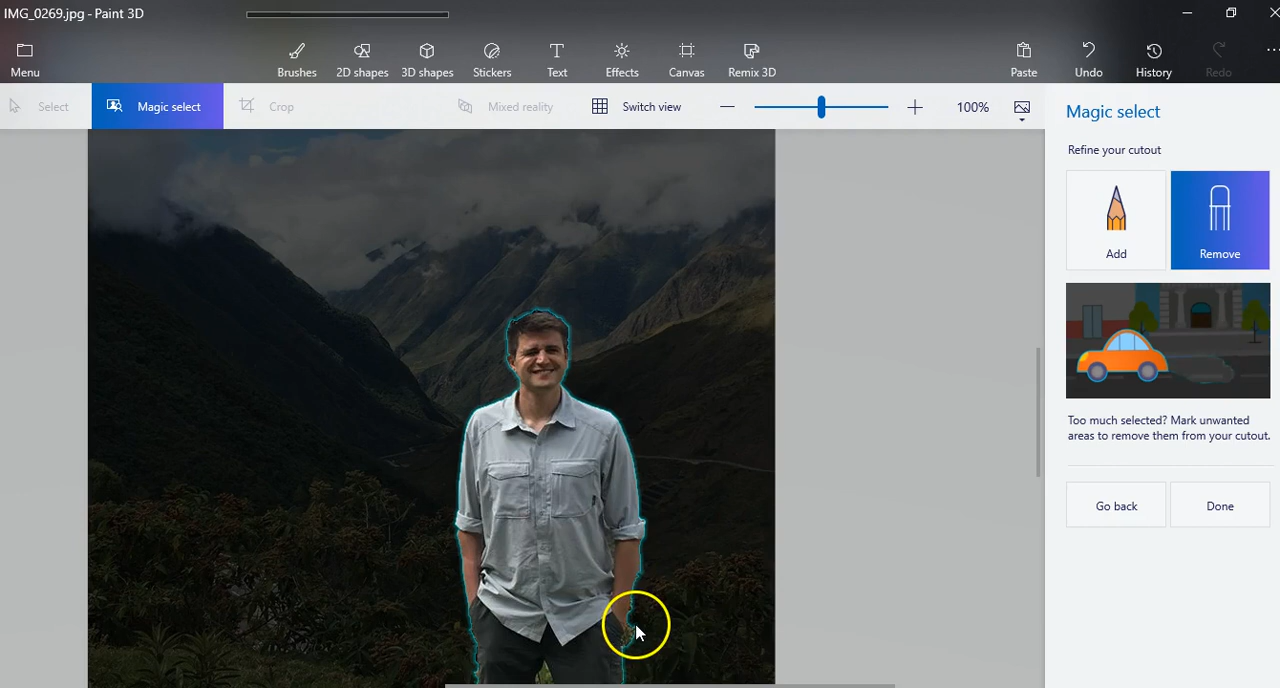 IMG_0269.jpg - Paint 3D
Menu
Brushes
2D shapes
3D shapes
Stickers
Text
Effects
Canvas
Remix 3D
Paste
Undo
History
Redo
Select
Magic select
Crop
Mixed reality
Switch view
100%
Magic select
Refine your cutout
Add
Remove
Too much selected? Mark unwanted
areas to remove them from your cutout.
Go back
Done